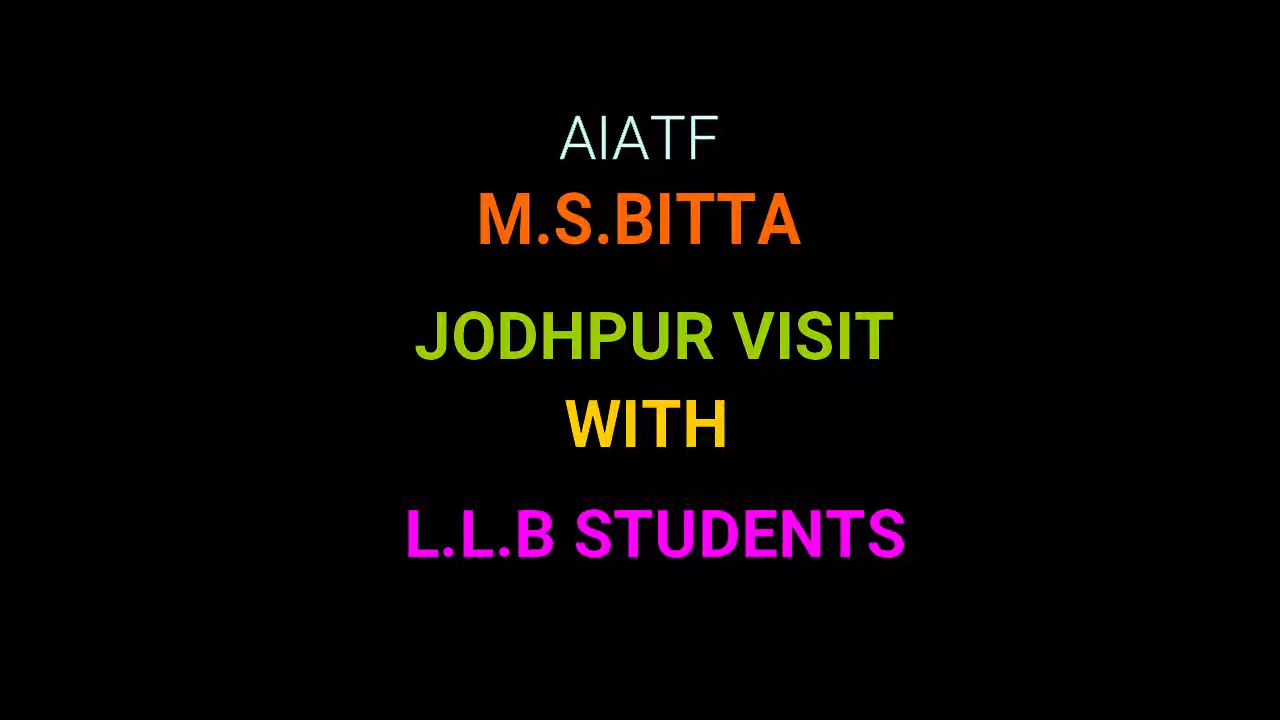 AIATF
M.S.BITTA
JODHPUR VISIT
WITH
L.L.B STUDENTS